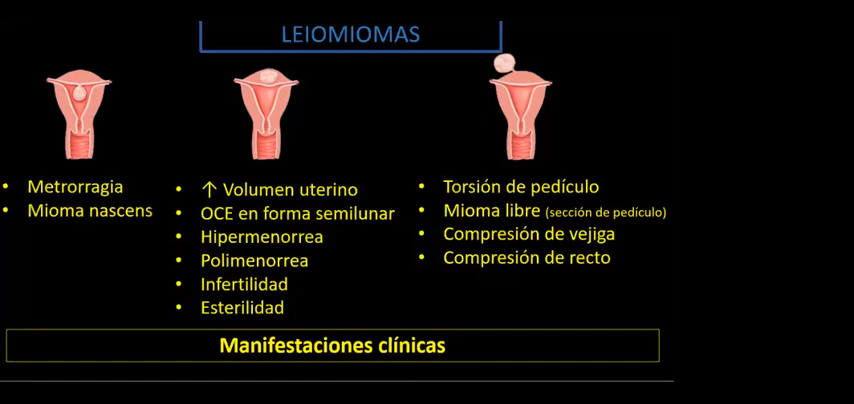 LEIOMIOMAS
• Metrorragia
• Mioma nascens
• ↑ Volumen uterino
• OCE en forma semilunar
• Hipermenorrea
• Polimenorrea
• Infertilidad
• Esterilidad
• Torsión de pedículo
• Mioma libre (sección de pedículo)
• Compresión de vejiga
• Compresión de recto
Manifestaciones clínicas